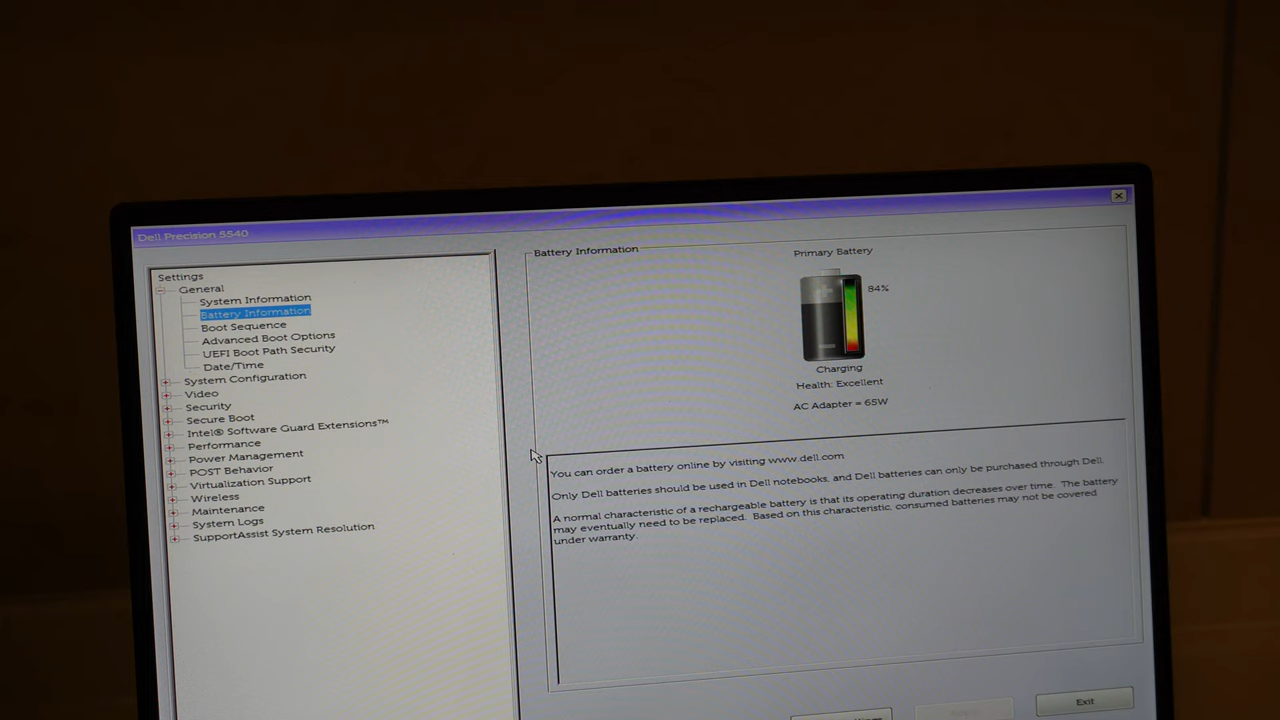 Dell Precision 5540
Settings
General
System Information
Battery Information
Boot Sequence
Advanced Boot Options
UEFI Boot Path Security
Date/Time
System Configuration
Video
Security
Secure Boot
Intel® Software Guard Extensions™
Performance
Power Management
POST Behavior
Virtualization Support
Wireless
Maintenance
System Logs
SupportAssist System Resolution
Battery Information
Primary Battery
84%
Charging
Health: Excellent
AC Adapter = 65W
You can order a battery online by visiting www.dell.com
Only Dell batteries should be used in Dell notebooks, and Dell batteries can only be purchased through Dell.
A normal characteristic of a rechargeable battery is that its operating duration decreases over time. The battery
may eventually need to be replaced. Based on this characteristic, consumed batteries may not be covered
under warranty.
Exit